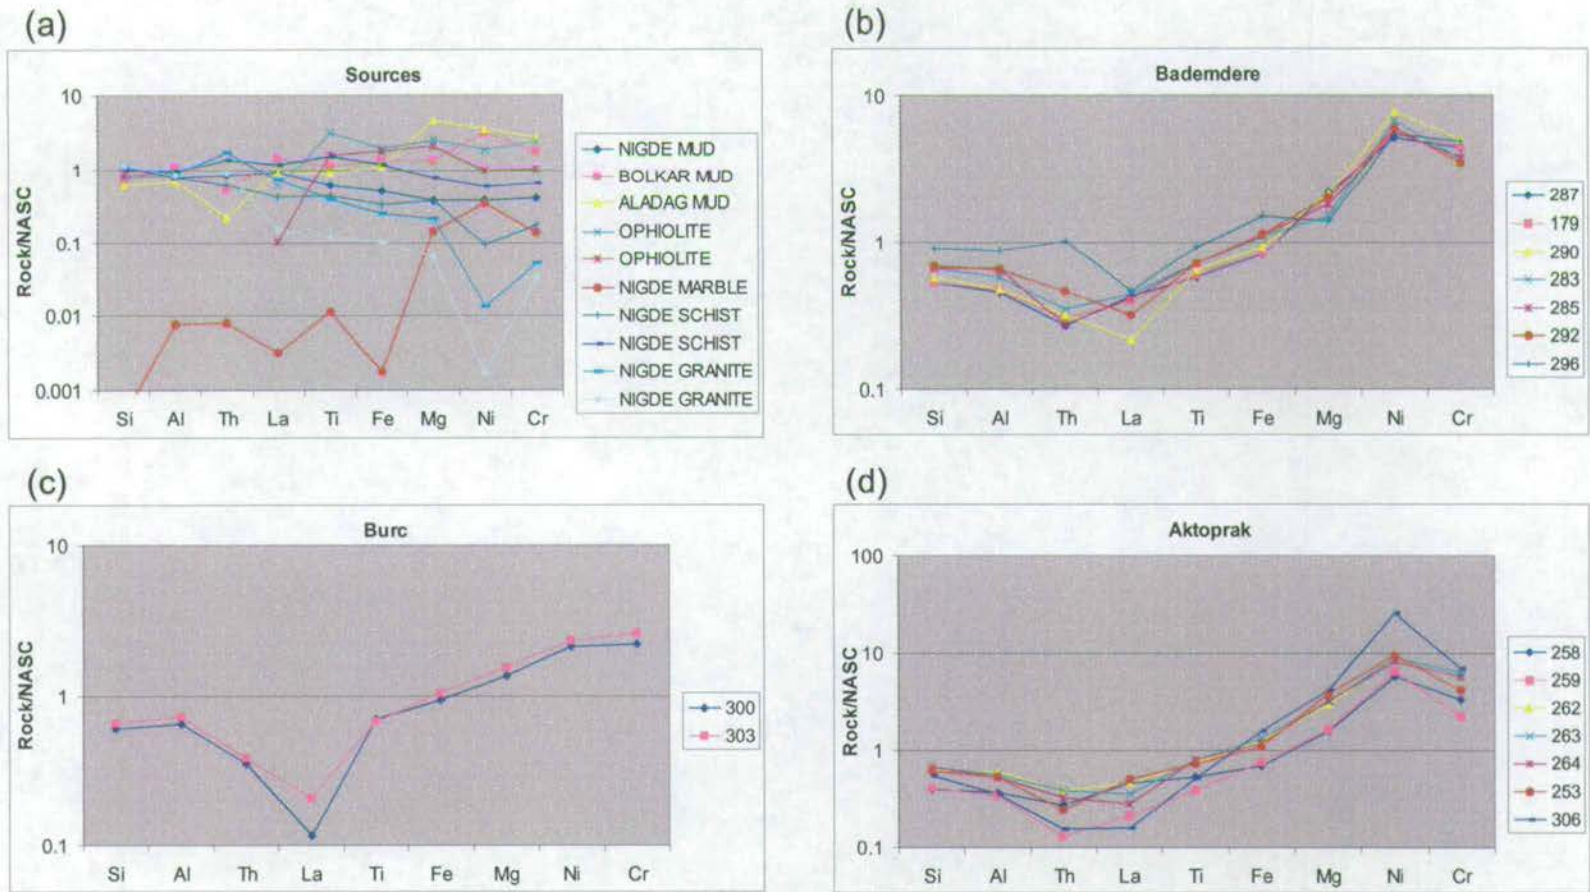 (a)
Sources
Rock/NASC
10
1
0.1
0.01
0.001
Si Al Th La Ti Fe Mg Ni Cr
NIGDE MUD
BOLKAR MUD
ALADAG MUD
OPHIOLITE
OPHIOLITE
NIGDE MARBLE
NIGDE SCHIST
NIGDE SCHIST
NIGDE GRANITE
NIGDE GRANITE
(b)
Bademdere
Rock/NASC
10
1
0.1
Si Al Th La Ti Fe Mg Ni Cr
287
179
290
283
285
292
296
(c)
Burc
Rock/NASC
10
1
0.1
Si Al Th La Ti Fe Mg Ni Cr
300
303
(d)
Aktoprak
Rock/NASC
100
10
1
0.1
Si Al Th La Ti Fe Mg Ni Cr
258
259
262
263
264
253
306